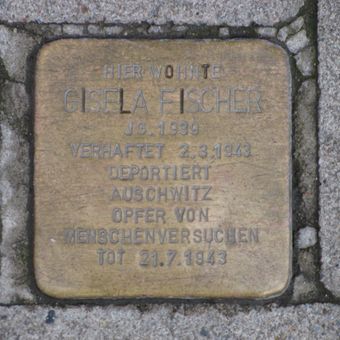 HIER WOHNTE
GISELA FISCHER
JG. 1939
VERHAFTET 2.3.1943
DEPORTIERT
AUSCHWITZ
OPFER VON
MENSCHENVERSUCHEN
TOT 21.7.1943